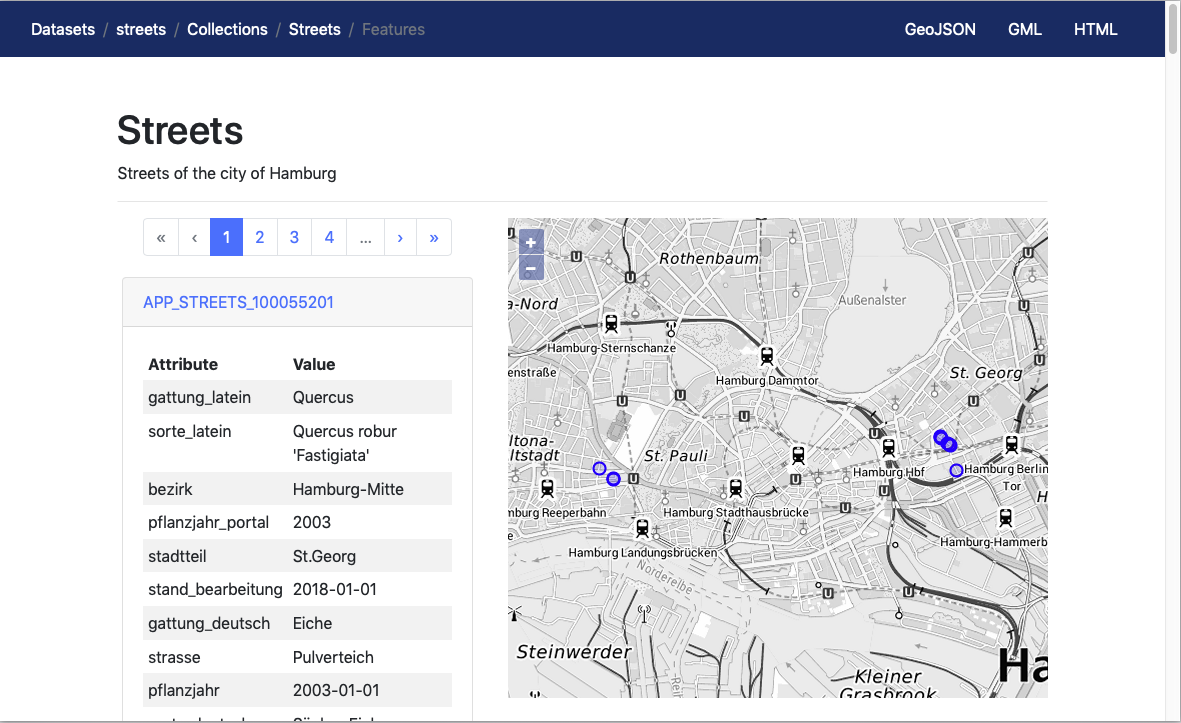 Datasets / streets / Collections / Streets / Features
GeoJSON GML HTML
Streets
Streets of the city of Hamburg
« ‹ 1 2 3 4 ... › »
APP_STREETS_100055201
Attribute Value
gattung_latein Quercus
sorte_latein Quercus robur
'Fastigiata'
bezirk Hamburg-Mitte
pflanzjahr_portal 2003
stadtteil St.Georg
stand_bearbeitung 2018-01-01
gattung_deutsch Eiche
strasse Pulverteich
pflanzjahr 2003-01-01
+
−
Rothenbaum
a-Nord
Außenalster
Hamburg-Sternschanze
enstraße
Hamburg Dammtor
St. Georg
ltona-
ltstadt
St. Pauli
Hamburg Hbf
Hamburg Berlin
Tor
H
mburg Reeperbahn
Hamburg Stadthausbrücke
e
Hamburg Landungsbrücken
Hamburg-Hammerb
Norderelbe
Steinwerder
Ha
Kleiner
Grasbrook